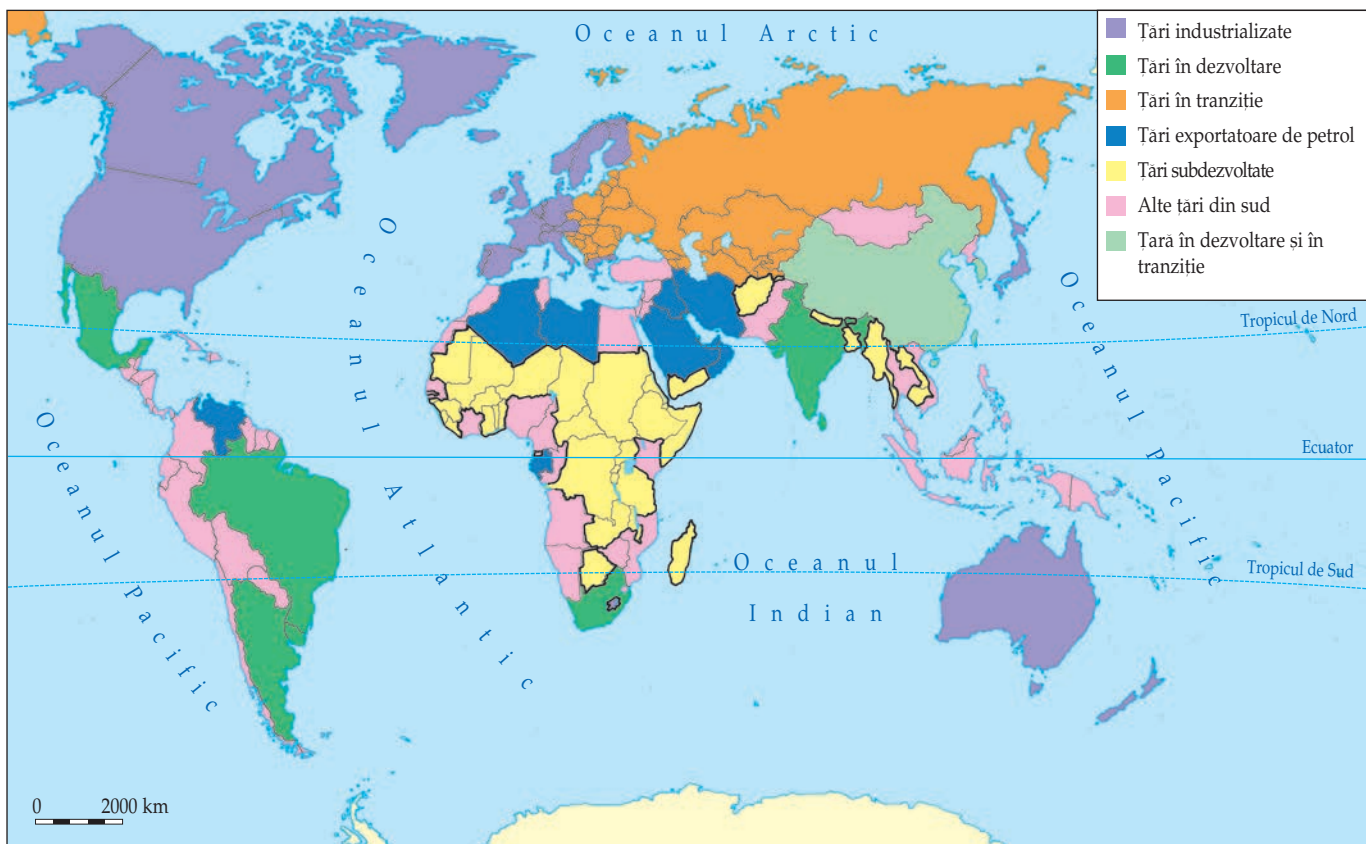 Oceanul Arctic
Țări industrializate
Țări în dezvoltare
Țări în tranziție
Țări exportatoare de petrol
Țări subdezvoltate
Alte țări din sud
Țară în dezvoltare și în
tranziție
Oceanul Atlantic
Oceanul Pacific
Tropicul de Nord
Oceanul Pacific
Ecuator
Oceanul
Indian
Tropicul de Sud
0 2000 km